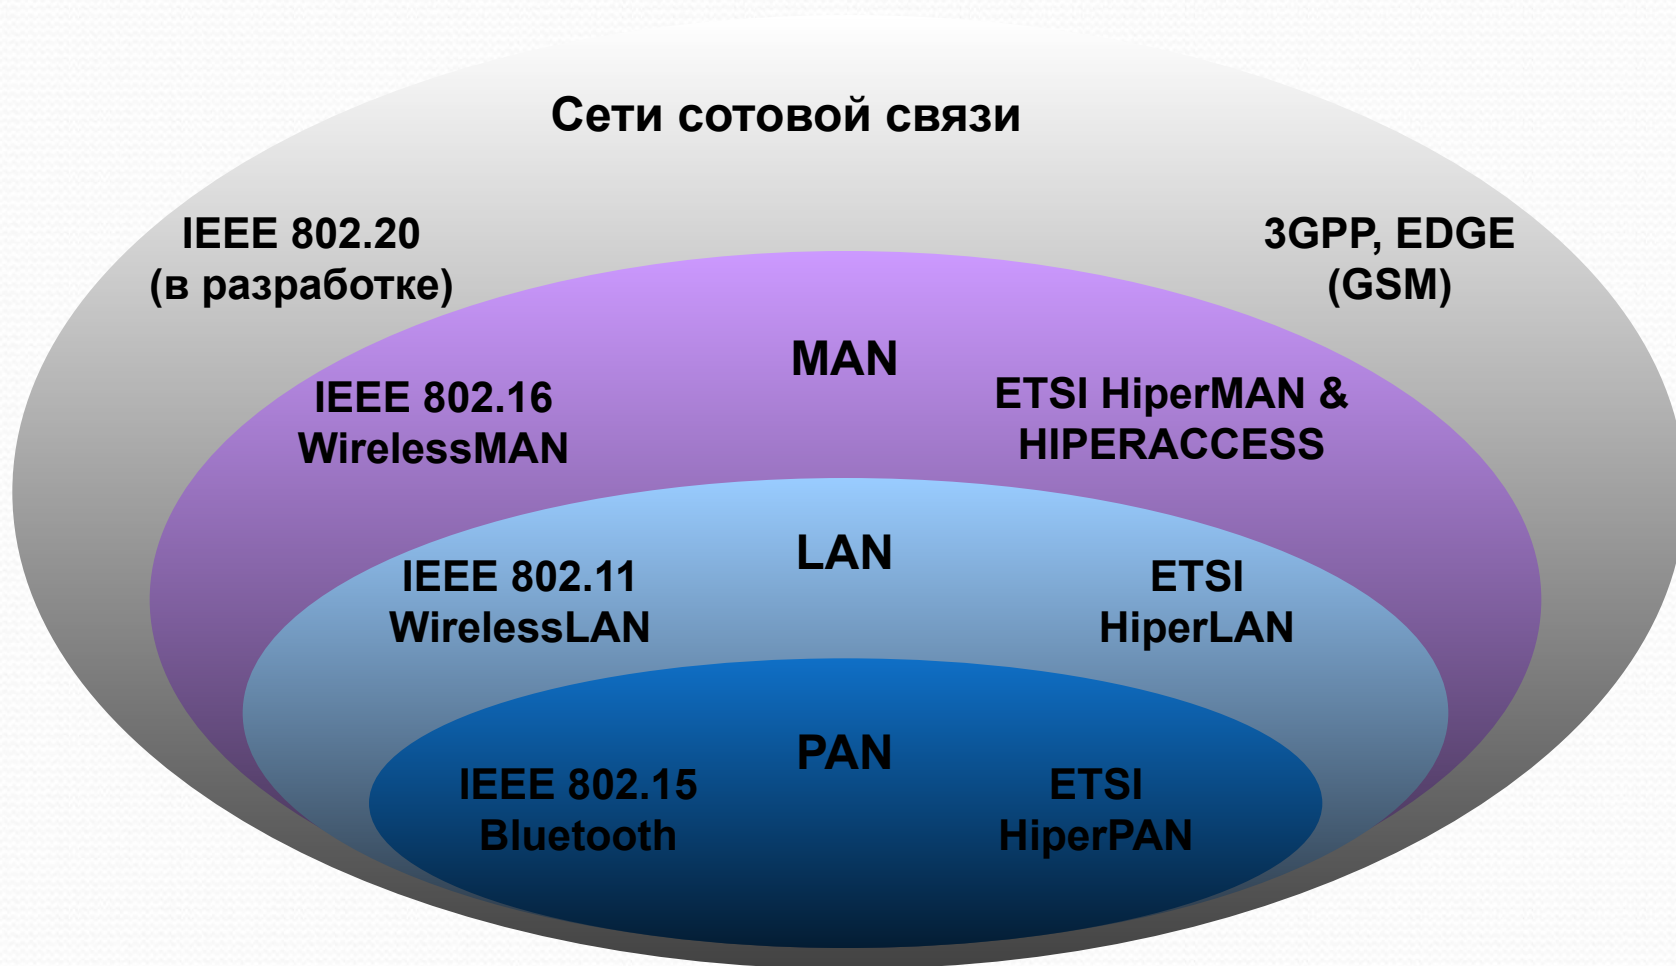 Сети сотовой связи
IEEE 802.20
(в разработке)
3GPP, EDGE
(GSM)
MAN
IEEE 802.16
WirelessMAN
ETSI HiperMAN &
HIPERACCESS
LAN
IEEE 802.11
WirelessLAN
ETSI
HiperLAN
PAN
IEEE 802.15
Bluetooth
ETSI
HiperPAN